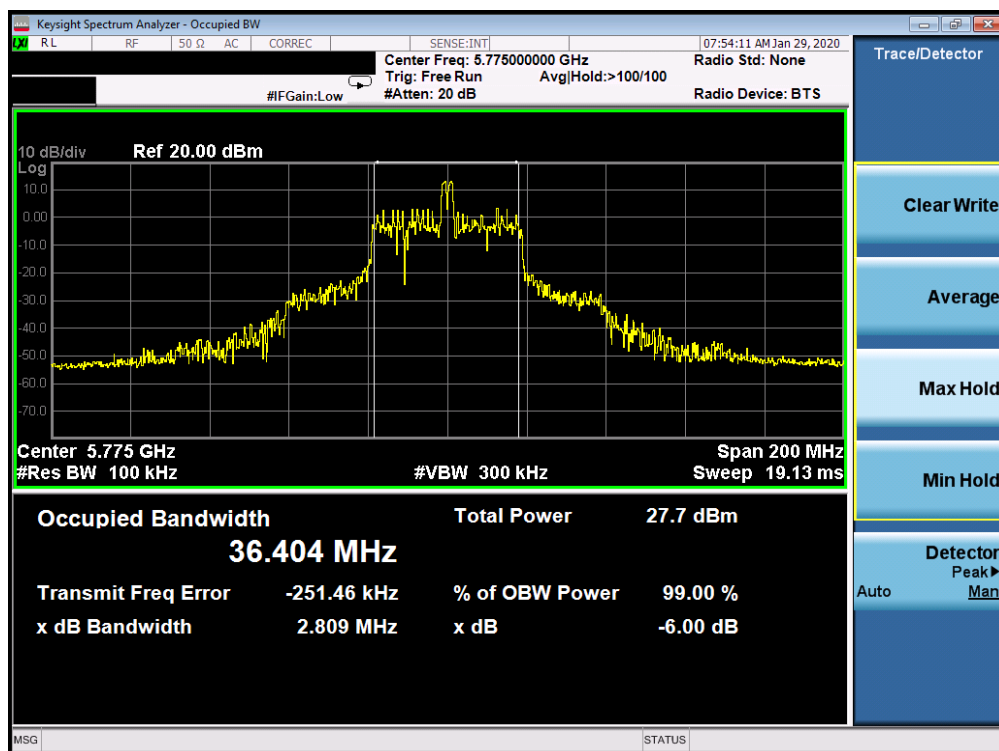 Keysight Spectrum Analyzer - Occupied BW
LXI RL RF 50 Ω AC CORREC SENSE:INT 07:54:11 AM Jan 29, 2020
Center Freq: 5.775000000 GHz Radio Std: None
Trig: Free Run Avg|Hold:>100/100
#IFGain:Low #Atten: 20 dB Radio Device: BTS
Trace/Detector
10 dB/div Ref 20.00 dBm
Log
10.0
0.00
-10.0
-20.0
-30.0
-40.0
-50.0
-60.0
-70.0
Center 5.775 GHz Span 200 MHz
#Res BW 100 kHz #VBW 300 kHz Sweep 19.13 ms
Occupied Bandwidth Total Power 27.7 dBm
36.404 MHz
Transmit Freq Error -251.46 kHz % of OBW Power 99.00 %
x dB Bandwidth 2.809 MHz x dB -6.00 dB
Clear Write
Average
Max Hold
Min Hold
Detector
Peak▶
Auto Man
MSG STATUS